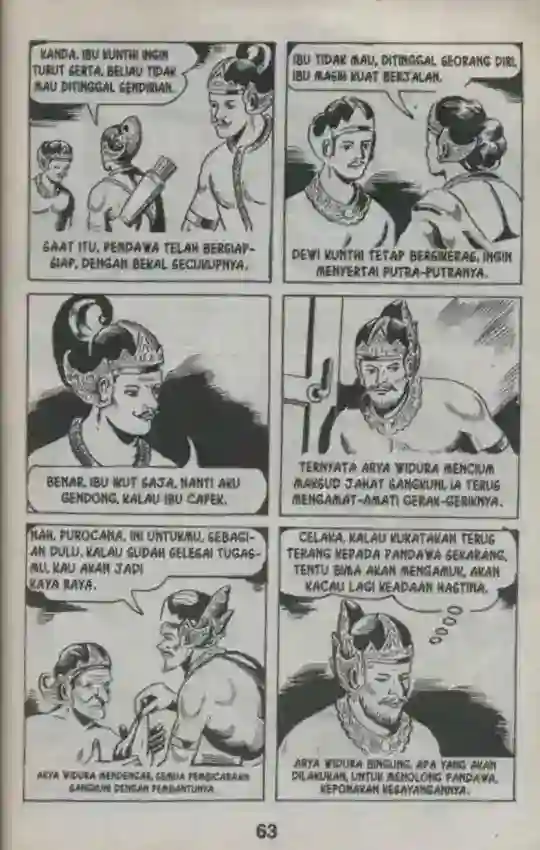 KANDA, IBU KUNTHI INGIN
TURUT SERTA. BELIAU TIDAK
MAU DITINGGAL SENDIRIAN.
SAAT ITU, PENDAWA TELAH BERSIAP-
SIAP, DENGAN BEKAL SECUKUPNYA.
IBU TIDAK MAU, DITINGGAL SEORANG DIRI,
IBU MASIH KUAT BERJALAN.
DEWI KUNTHI TETAP BERSIKERAS, INGIN
MENYERTAI PUTRA-PUTRANYA.
BENAR, IBU IKUT SAJA, NANTI AKU
GENDONG, KALAU IBU CAPEK.
TERNYATA ARYA WIDURA MENCIUM
MAKSUD JAHAT SANGKUNI, IA TERUS
MENGAMAT-AMATI GERAK-GERIKNYA.
NAH, PUROCANA, INI UNTUKMU, SEBAGI-
AN DULU, KALAU SUDAH SELESAI TUGAS-
MU, KAU AKAN JADI
KAYA RAYA.
ARYA WIDURA MENDENGAR, SEMUA PEMBICARAAN
SANGKUNI DENGAN PEMBANTUNYA
CELAKA, KALAU KUKATAKAN TERUS
TERANG KEPADA PANDAWA SEKARANG,
TENTU BIMA AKAN MENGAMUK, AKAN
KACAU LAGI KEADAAN HASTINA.
ARYA WIDURA BINGUNG, APA YANG AKAN
DILAKUKAN, UNTUK MENOLONG PANDAWA,
KEPONAKAN KESAYANGANNYA.
63